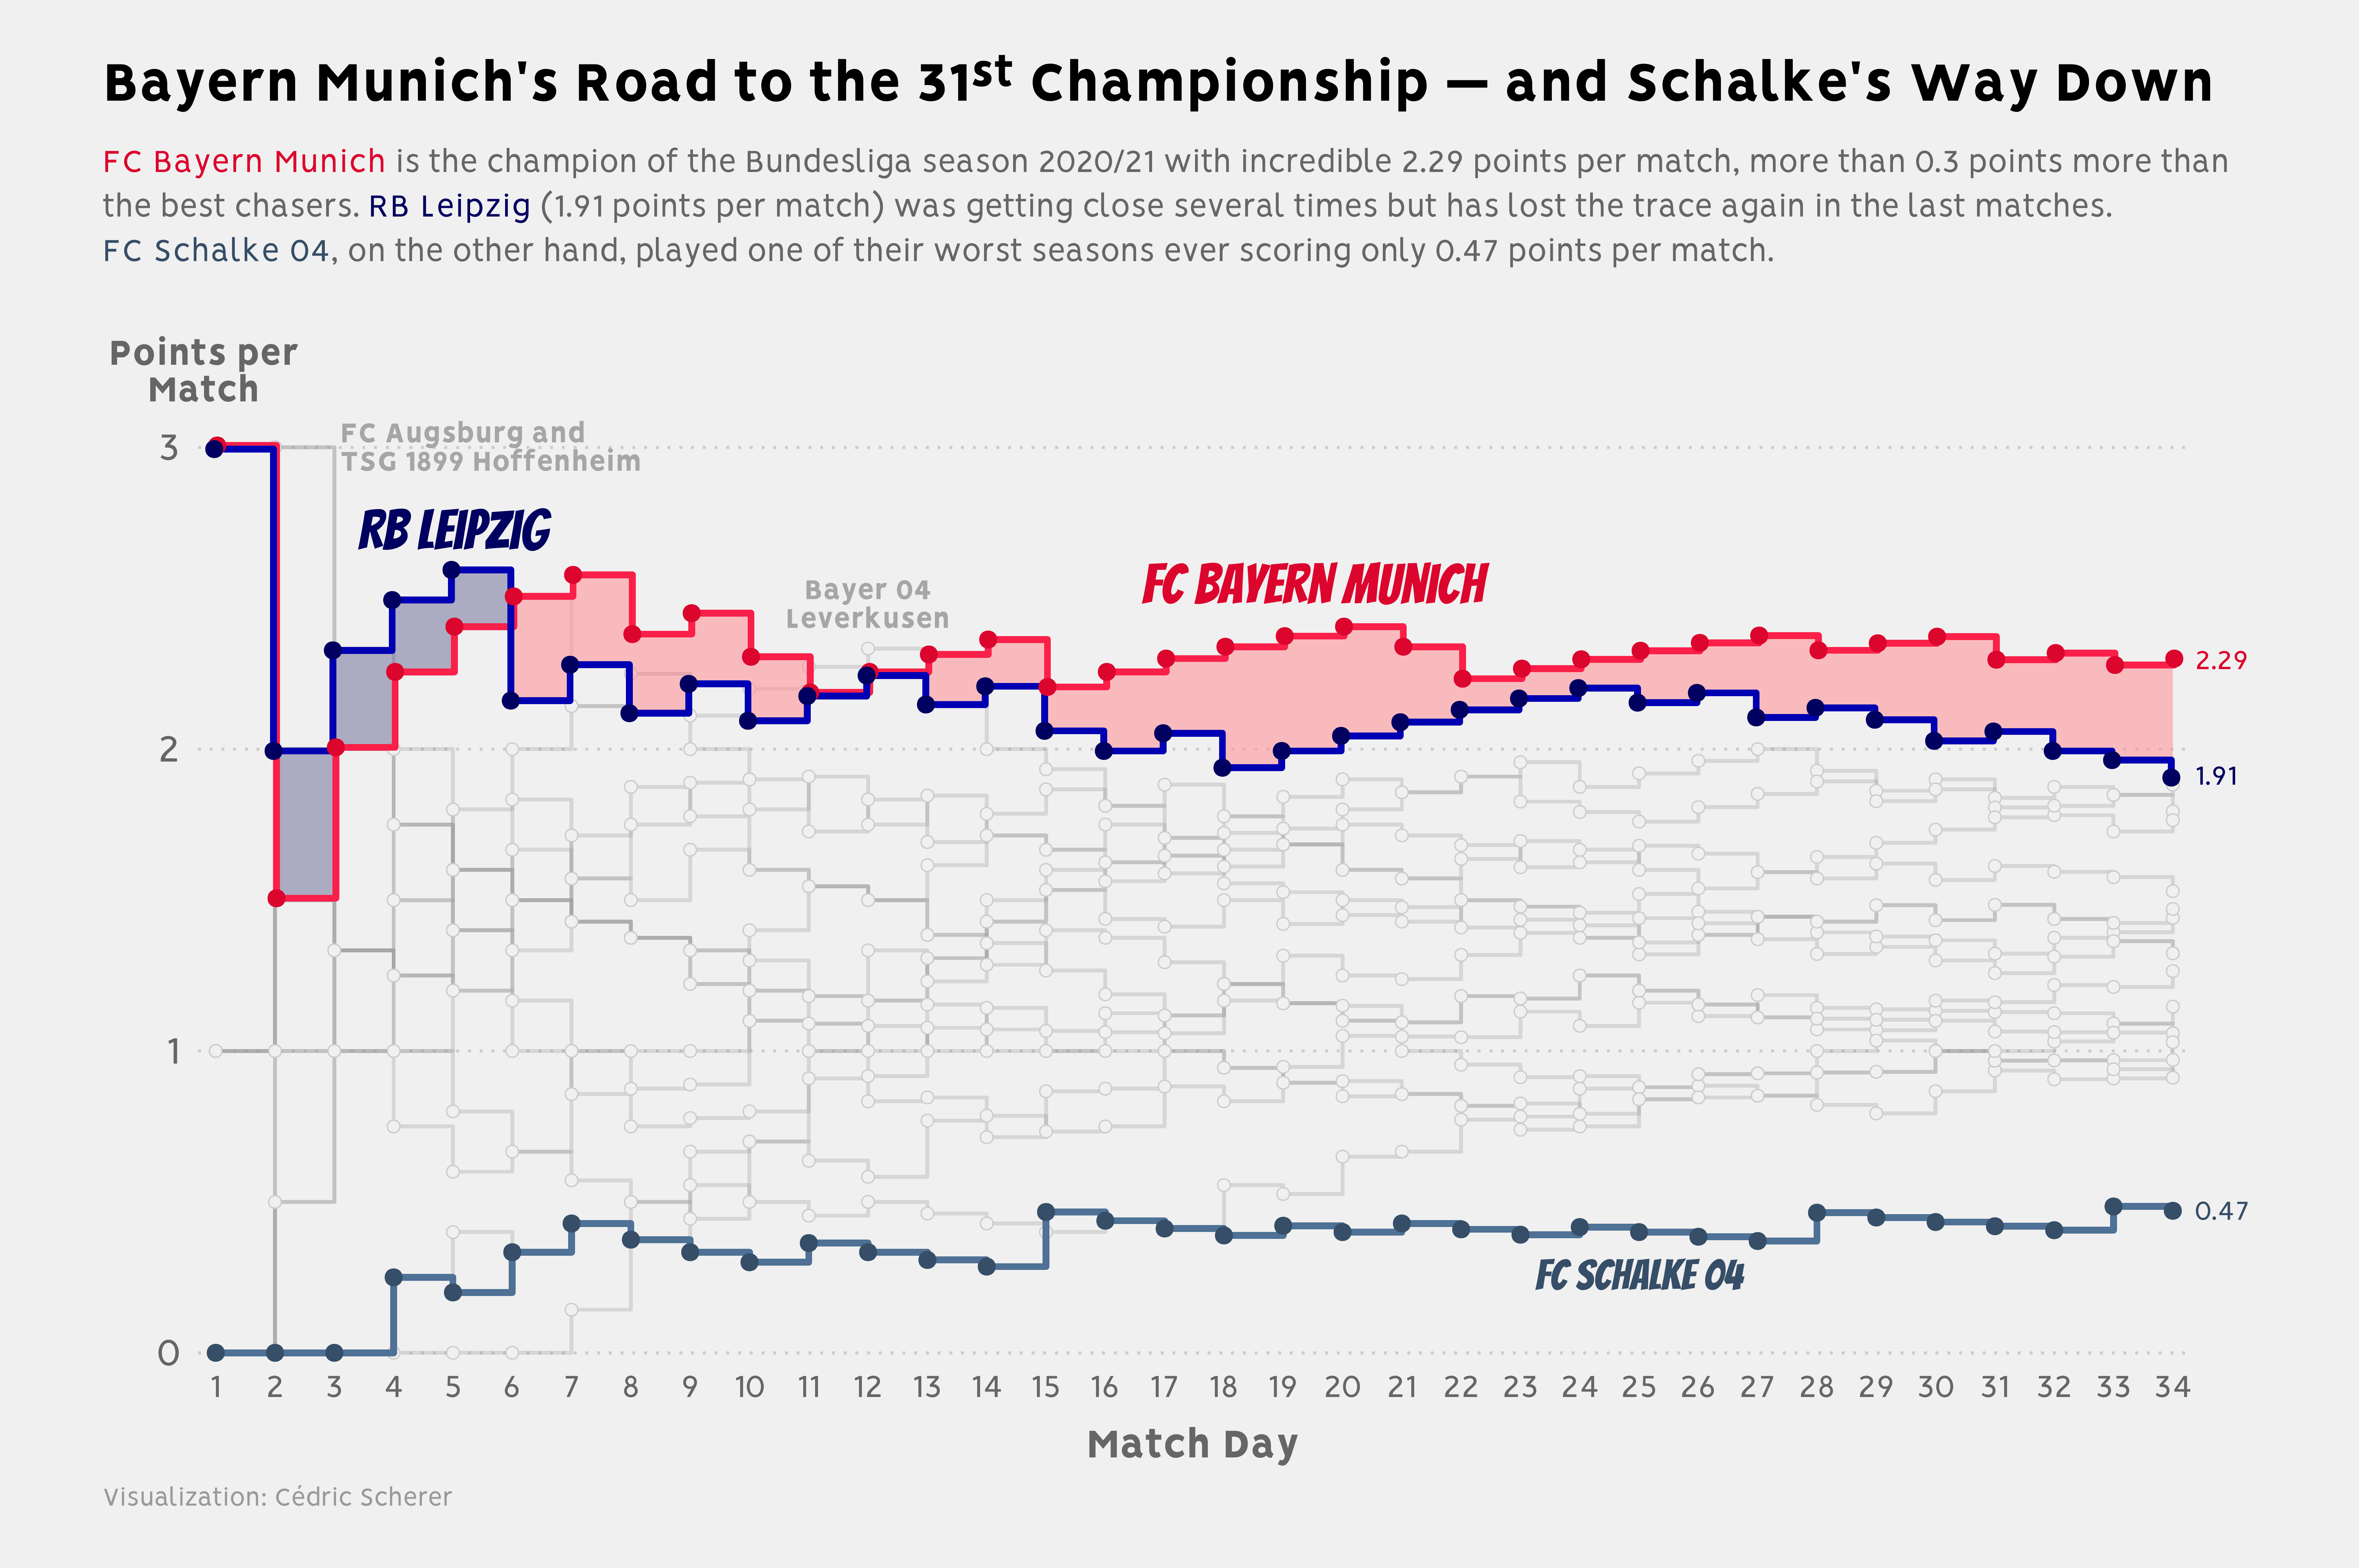 Bayern Munich's Road to the 31st Championship — and Schalke's Way Down
FC Bayern Munich is the champion of the Bundesliga season 2020/21 with incredible 2.29 points per match, more than 0.3 points more than
the best chasers. RB Leipzig (1.91 points per match) was getting close several times but has lost the trace again in the last matches.
FC Schalke 04, on the other hand, played one of their worst seasons ever scoring only 0.47 points per match.
Points per
Match
3
FC Augsburg and
TSG 1899 Hoffenheim
RB LEIPZIG
Bayer 04
Leverkusen
FC BAYERN MUNICH
2.29
2
1.91
1
0.47
FC SCHALKE 04
0
1 2 3 4 5 6 7 8 9 10 11 12 13 14 15 16 17 18 19 20 21 22 23 24 25 26 27 28 29 30 31 32 33 34
Match Day
Visualization: Cédric Scherer